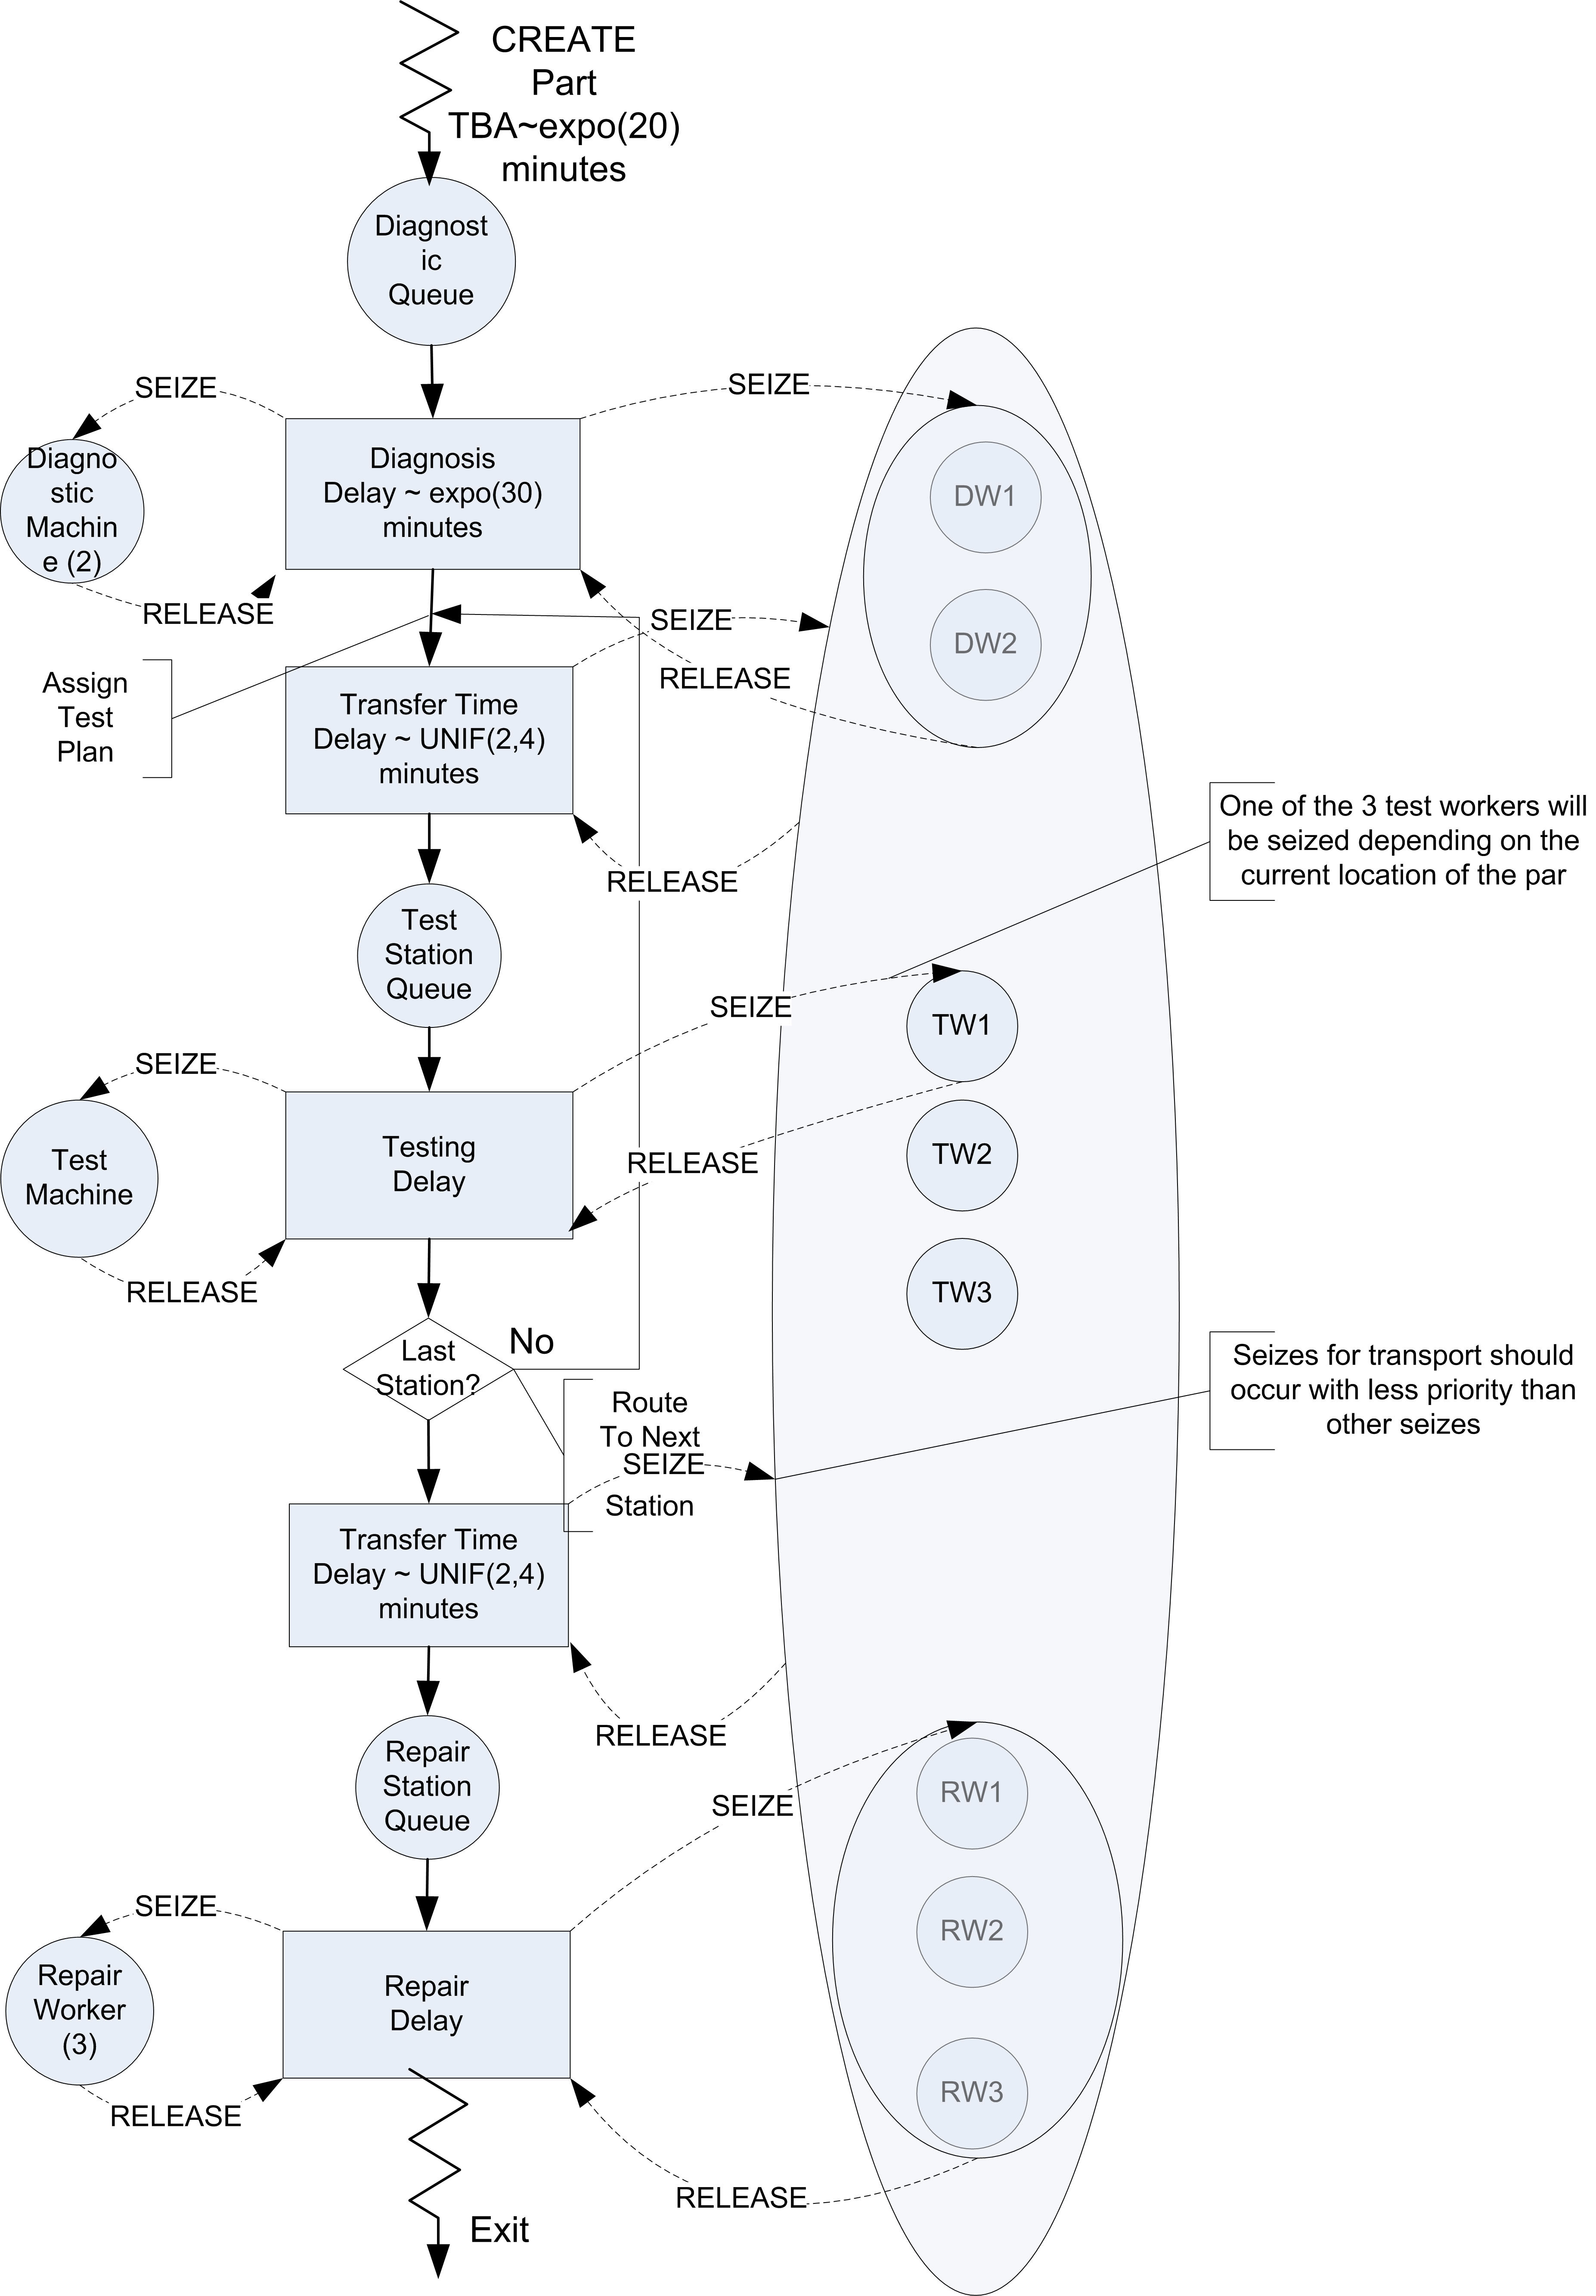 CREATE
Part
TBA~expo(20)
minutes
Diagnost
ic
Queue
SEIZE
SEIZE
Diagno
stic
Machin
e (2)
Diagnosis
Delay ~ expo(30)
minutes
DW1
RELEASE
SEIZE
DW2
RELEASE
Assign
Test
Plan
Transfer Time
Delay ~ UNIF(2,4)
minutes
One of the 3 test workers will
be seized depending on the
current location of the par
RELEASE
Test
Station
Queue
SEIZE
TW1
SEIZE
Test
Machine
Testing
Delay
RELEASE
TW2
RELEASE
TW3
Last
Station?
No
Seizes for transport should
occur with less priority than
other seizes
Route
To Next
SEIZE
Station
Transfer Time
Delay ~ UNIF(2,4)
minutes
RELEASE
Repair
Station
Queue
SEIZE
RW1
SEIZE
RW2
Repair
Worker
(3)
Repair
Delay
RW3
RELEASE
RELEASE
Exit